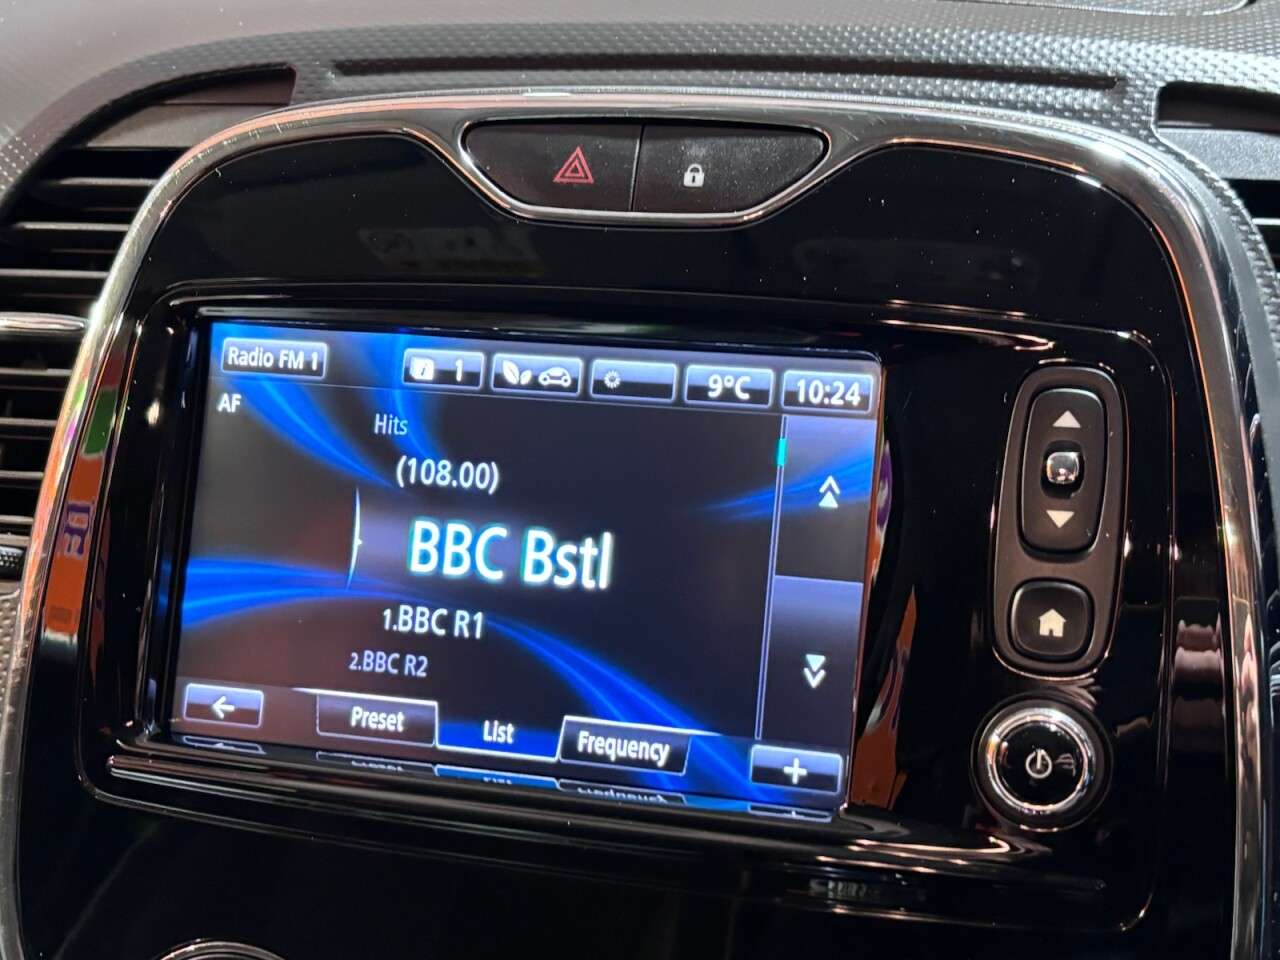 Radio FM 1
1
9°C
10:24
AF
Hits
(108.00)
BBC Bstl
1.BBC R1
2.BBC R2
Preset
List
Frequency
+